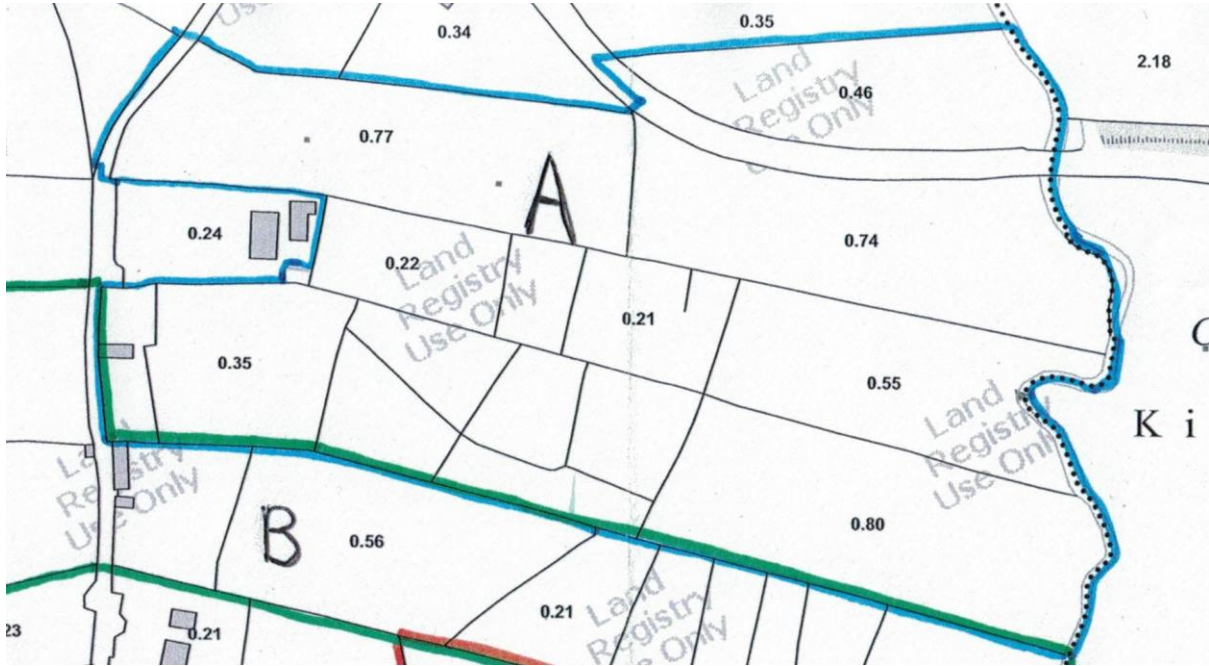 Use Only
0.35
0.34
2.18
Land
Registry
Use Only
0.46
0.77
A
0.24
0.74
0.22
Land
Registry
Use Only
0.21
0.35
0.55
Land
Registry
Use Only
K i
Land
Registry
Use Only
0.80
B
0.56
0.21
Land
Registry
Use Only
23
0.21